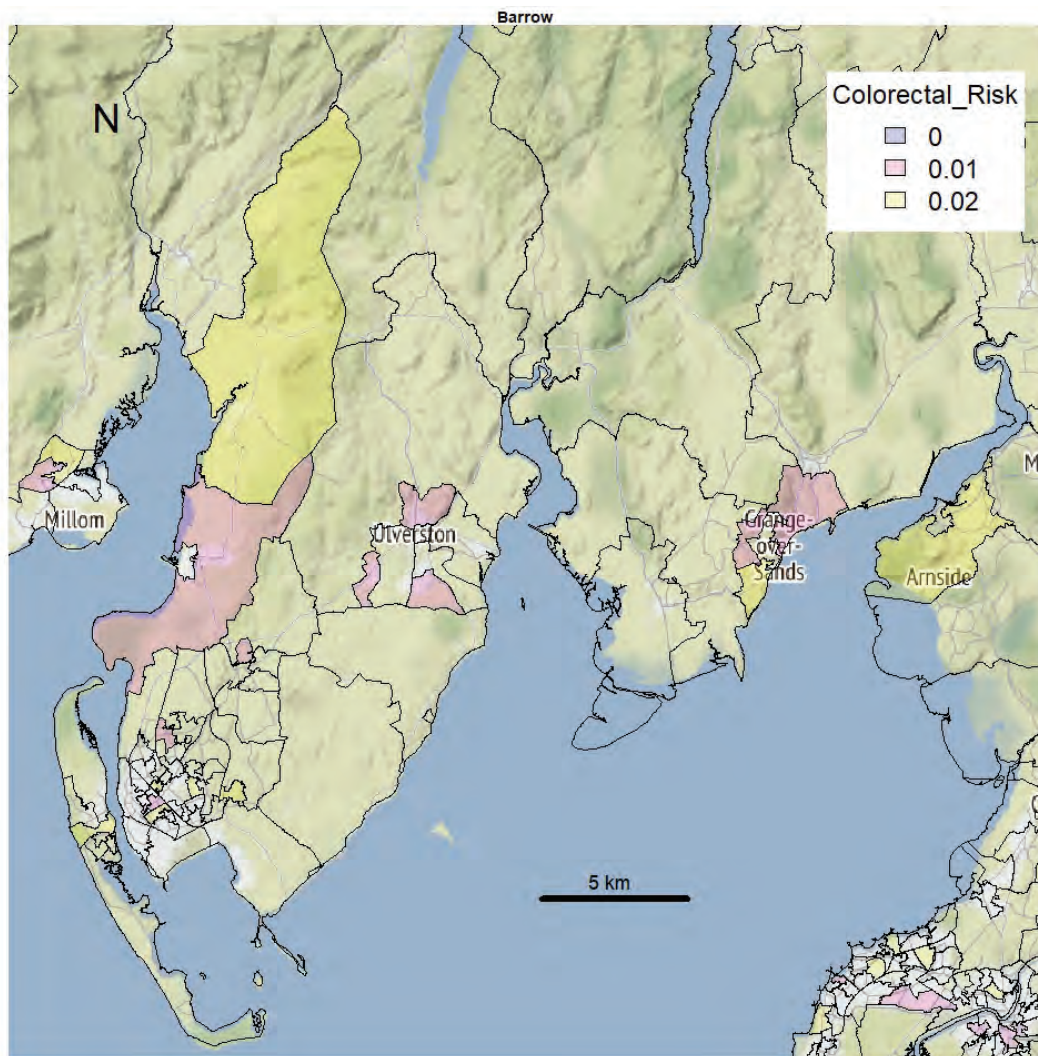 Barrow
N
Colorectal_Risk
0
0.01
0.02
M
Millom
Ulverston
Grange-
over-
Sands
Arnside
5 km